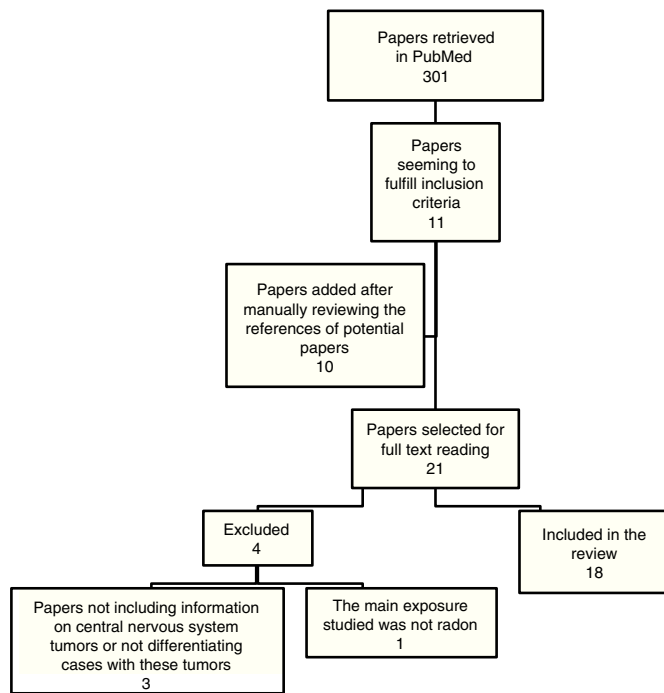 Papers retrieved
in PubMed
301
Papers
seeming to
fulfill inclusion
criteria
11
Papers added after
manually reviewing the
references of potential
papers
10
Papers selected for
full text reading
21
Excluded
4
Included in the
review
18
Papers not including information
on central nervous system
tumors or not differentiating
cases with these tumors
3
The main exposure
studied was not radon
1